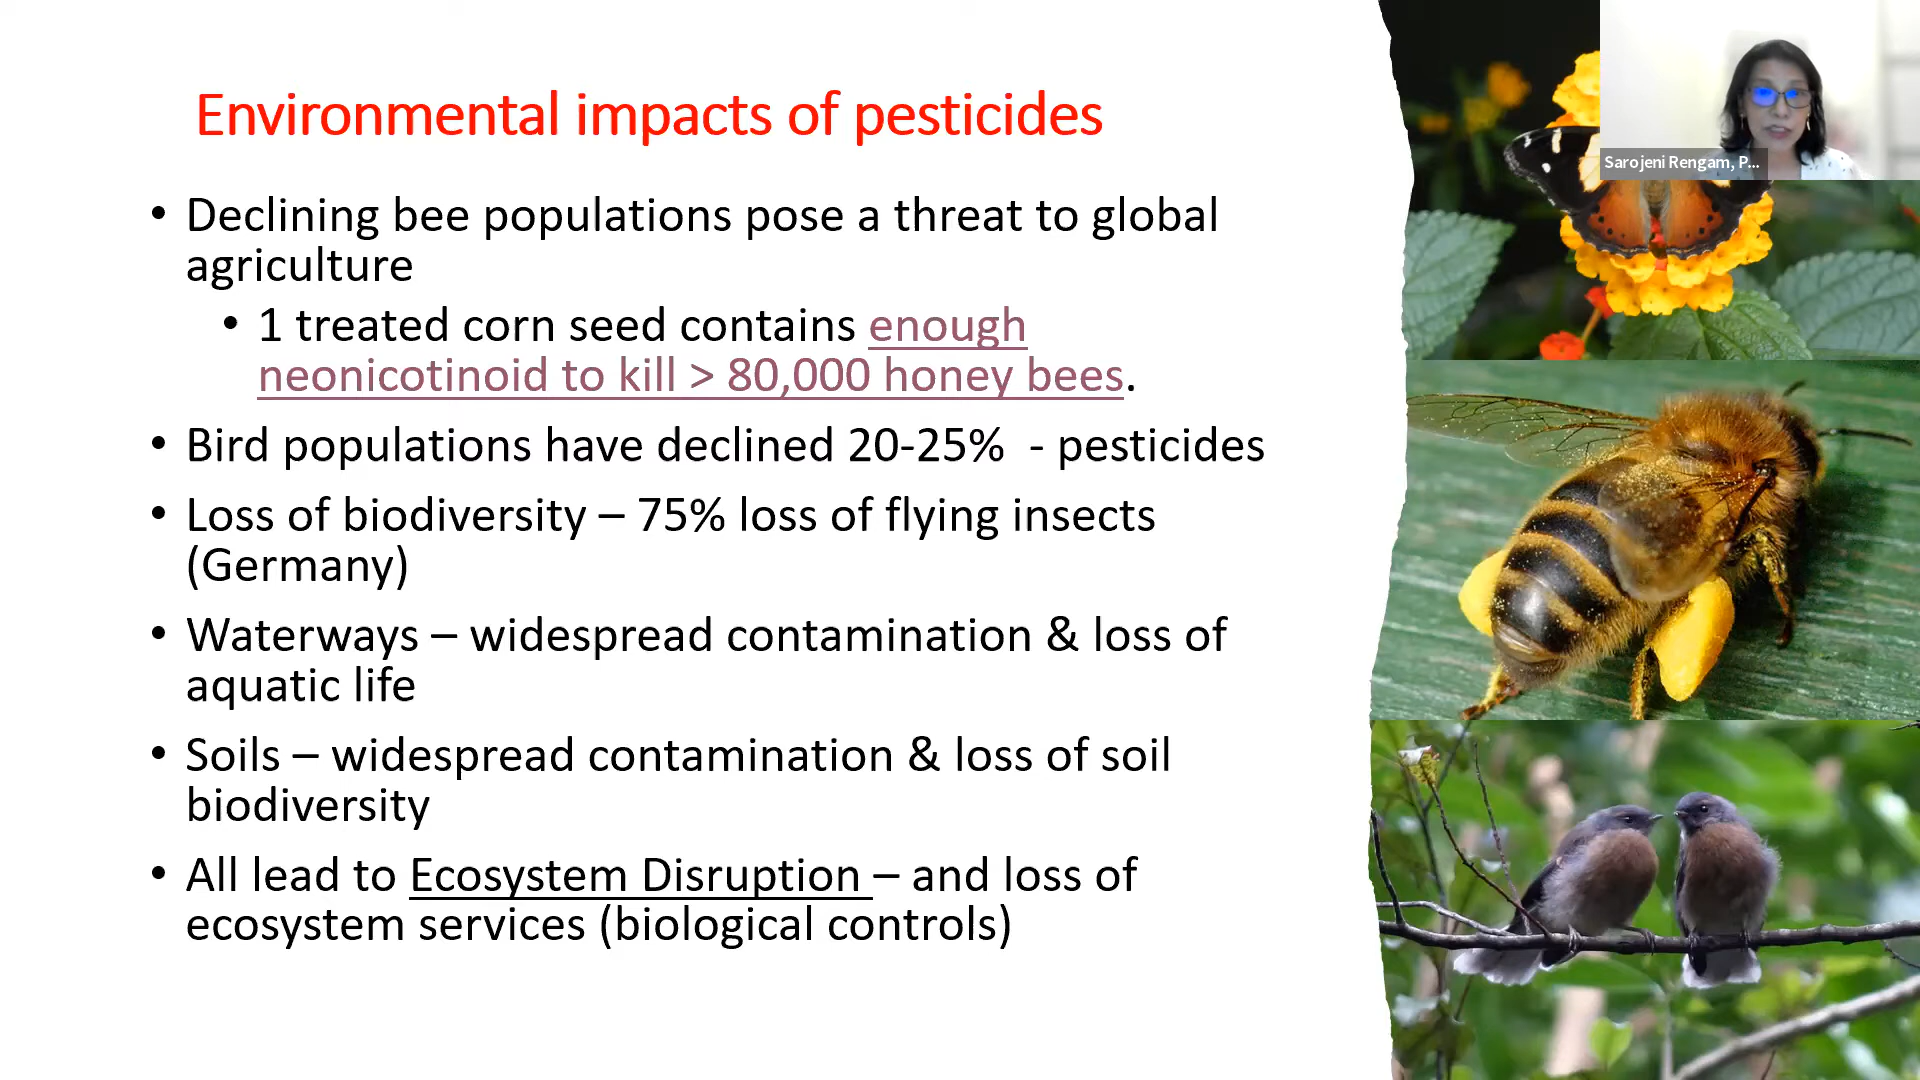 Environmental impacts of pesticides
Sarojeni Rengam, P...
• Declining bee populations pose a threat to global
agriculture
• 1 treated corn seed contains enough
neonicotinoid to kill > 80,000 honey bees.
• Bird populations have declined 20-25%  - pesticides
• Loss of biodiversity – 75% loss of flying insects
(Germany)
• Waterways – widespread contamination & loss of
aquatic life
• Soils – widespread contamination & loss of soil
biodiversity
• All lead to Ecosystem Disruption – and loss of
ecosystem services (biological controls)